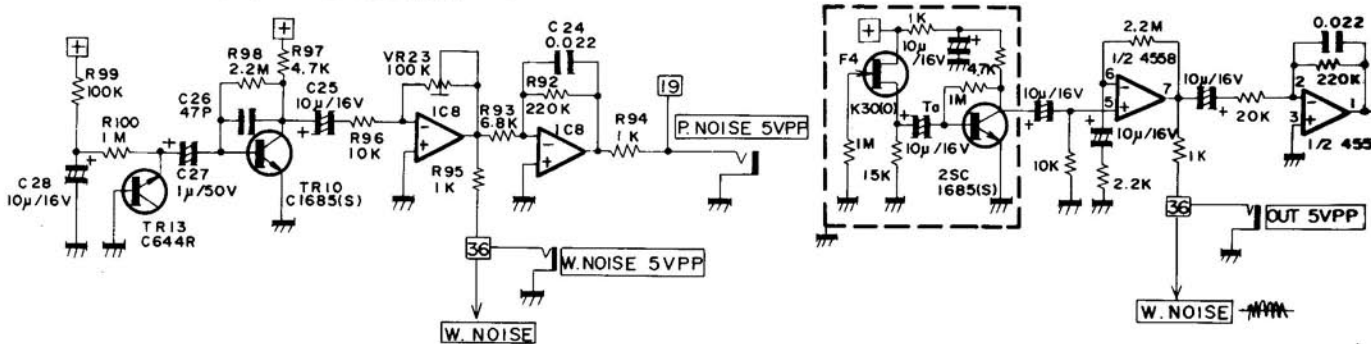 +
R99
100K
R100
1M
C28
10μ/16V
TR13
C644R
C27
1μ/50V
C26
47P
R98
2.2M
R97
4.7K
+
C25
10μ/16V
TR10
C1685(S)
R96
10K
VR23
100K
IC8
R93
6.8K
R95
1K
C24
0.022
R92
220K
IC8
R94
1K
19
P. NOISE 5VPP
36
W. NOISE 5VPP
W. NOISE
+
1K
10μ
/16V
F4
K30(O)
1M
15K
Ta
10μ/16V
4.7K
1M
2SC
1685(S)
10μ/16V
10K
10μ/16V
2.2K
2.2M
1/2 4558
6
5
7
10μ/16V
20K
1K
0.022
220K
2
3
1
1/2 455
36
OUT 5VPP
W. NOISE